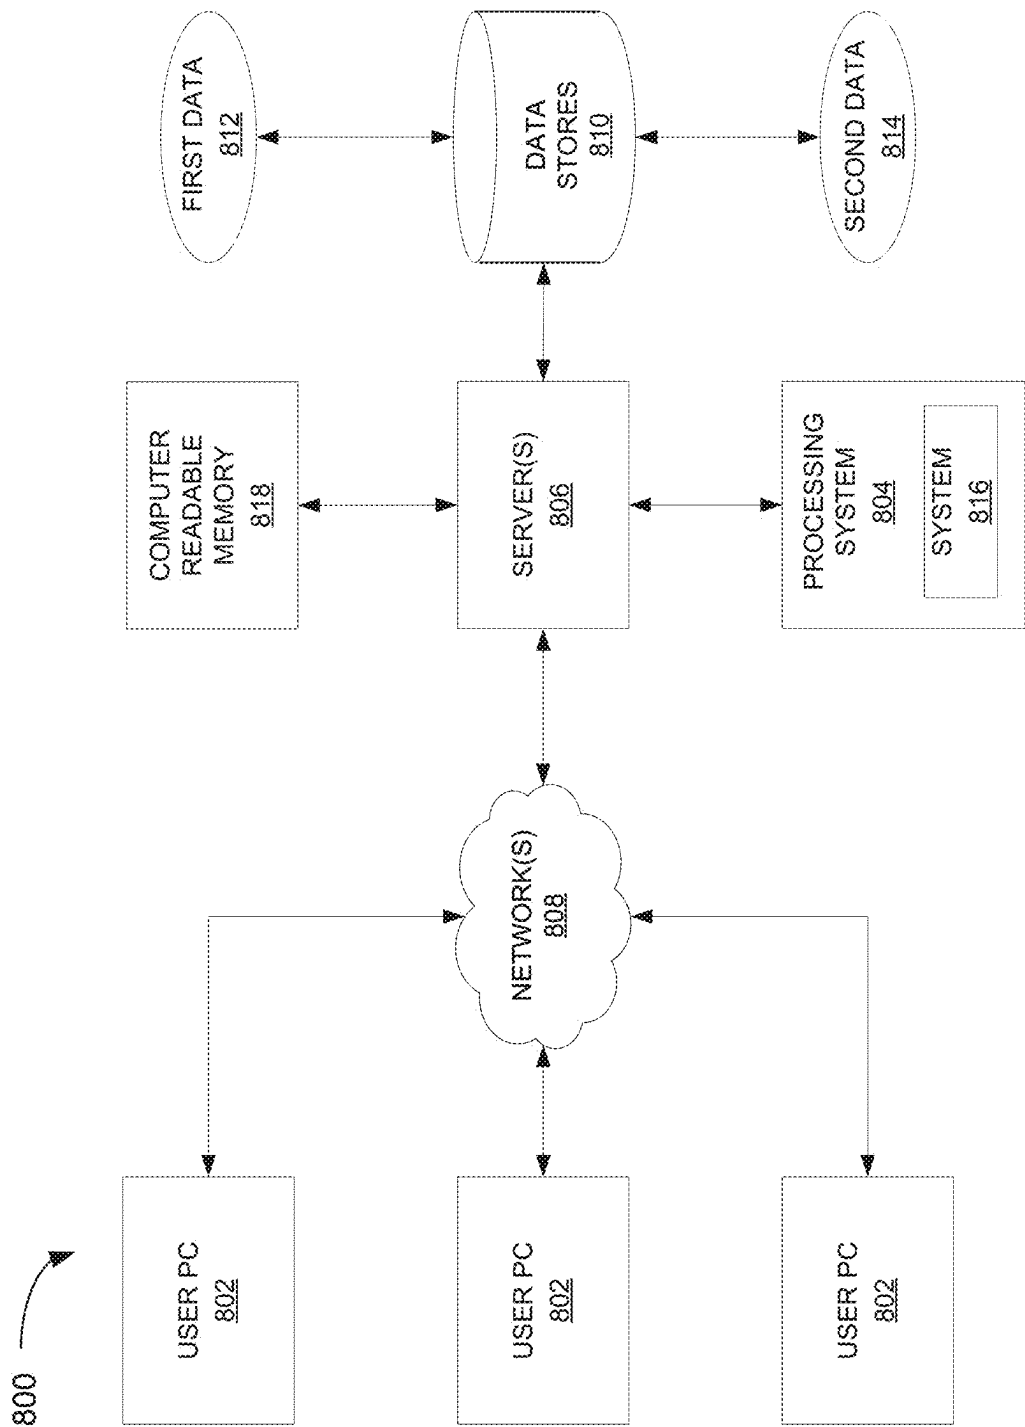 800
USER PC
802
USER PC
802
USER PC
802
NETWORK(S)
808
COMPUTER
READABLE
MEMORY
818
SERVER(S)
806
PROCESSING
SYSTEM
804
SYSTEM
816
FIRST DATA
812
DATA
STORES
810
SECOND DATA
814